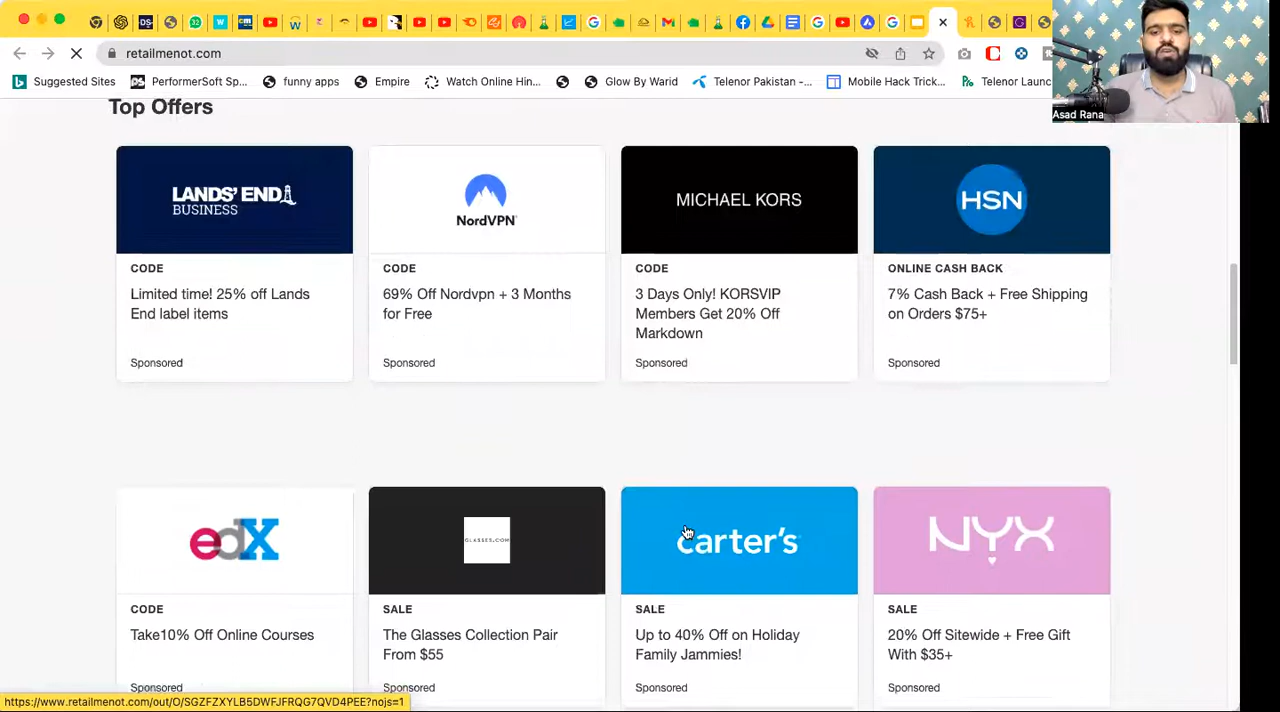 retailmenot.com
Suggested Sites
PerformerSoft Sp...
funny apps
Empire
Watch Online Hin...
Glow By Warid
Telenor Pakistan -...
Mobile Hack Trick...
Telenor Launc
Asad Rana
Top Offers
LANDS' END
BUSINESS
CODE
Limited time! 25% off Lands
End label items
Sponsored
NordVPN
CODE
69% Off Nordvpn + 3 Months
for Free
Sponsored
MICHAEL KORS
CODE
3 Days Only! KORSVIP
Members Get 20% Off
Markdown
Sponsored
HSN
ONLINE CASH BACK
7% Cash Back + Free Shipping
on Orders $75+
Sponsored
edX
CODE
Take10% Off Online Courses
Sponsored
GLASSES.COM
SALE
The Glasses Collection Pair
From $55
Sponsored
carter's
SALE
Up to 40% Off on Holiday
Family Jammies!
Sponsored
NYX
SALE
20% Off Sitewide + Free Gift
With $35+
Sponsored
https://www.retailmenot.com/out/O/SGZFZXYLB5DWFJFRQG7QVD4PEE?nojs=1